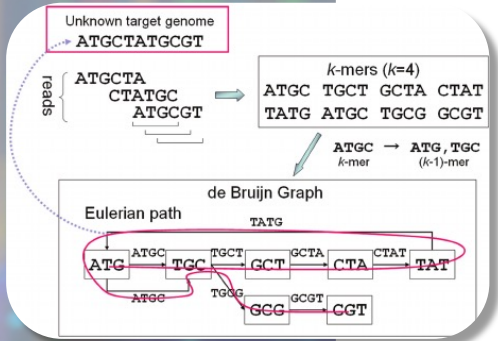 Unknown target genome
ATGCTATGCGT
reads
ATGCTA
CTATGC
ATGCGT
k-mers (k=4)
ATGC TGCT GCTA CTAT
TATG ATGC TGCG GCGT
ATGC → ATG,TGC
k-mer (k-1)-mer
de Bruijn Graph
Eulerian path
TATG
ATGC TGCT GCTA CTAT
ATG TGC GCT CTA TAT
ATGC TGCG GCGT
GCG CGT